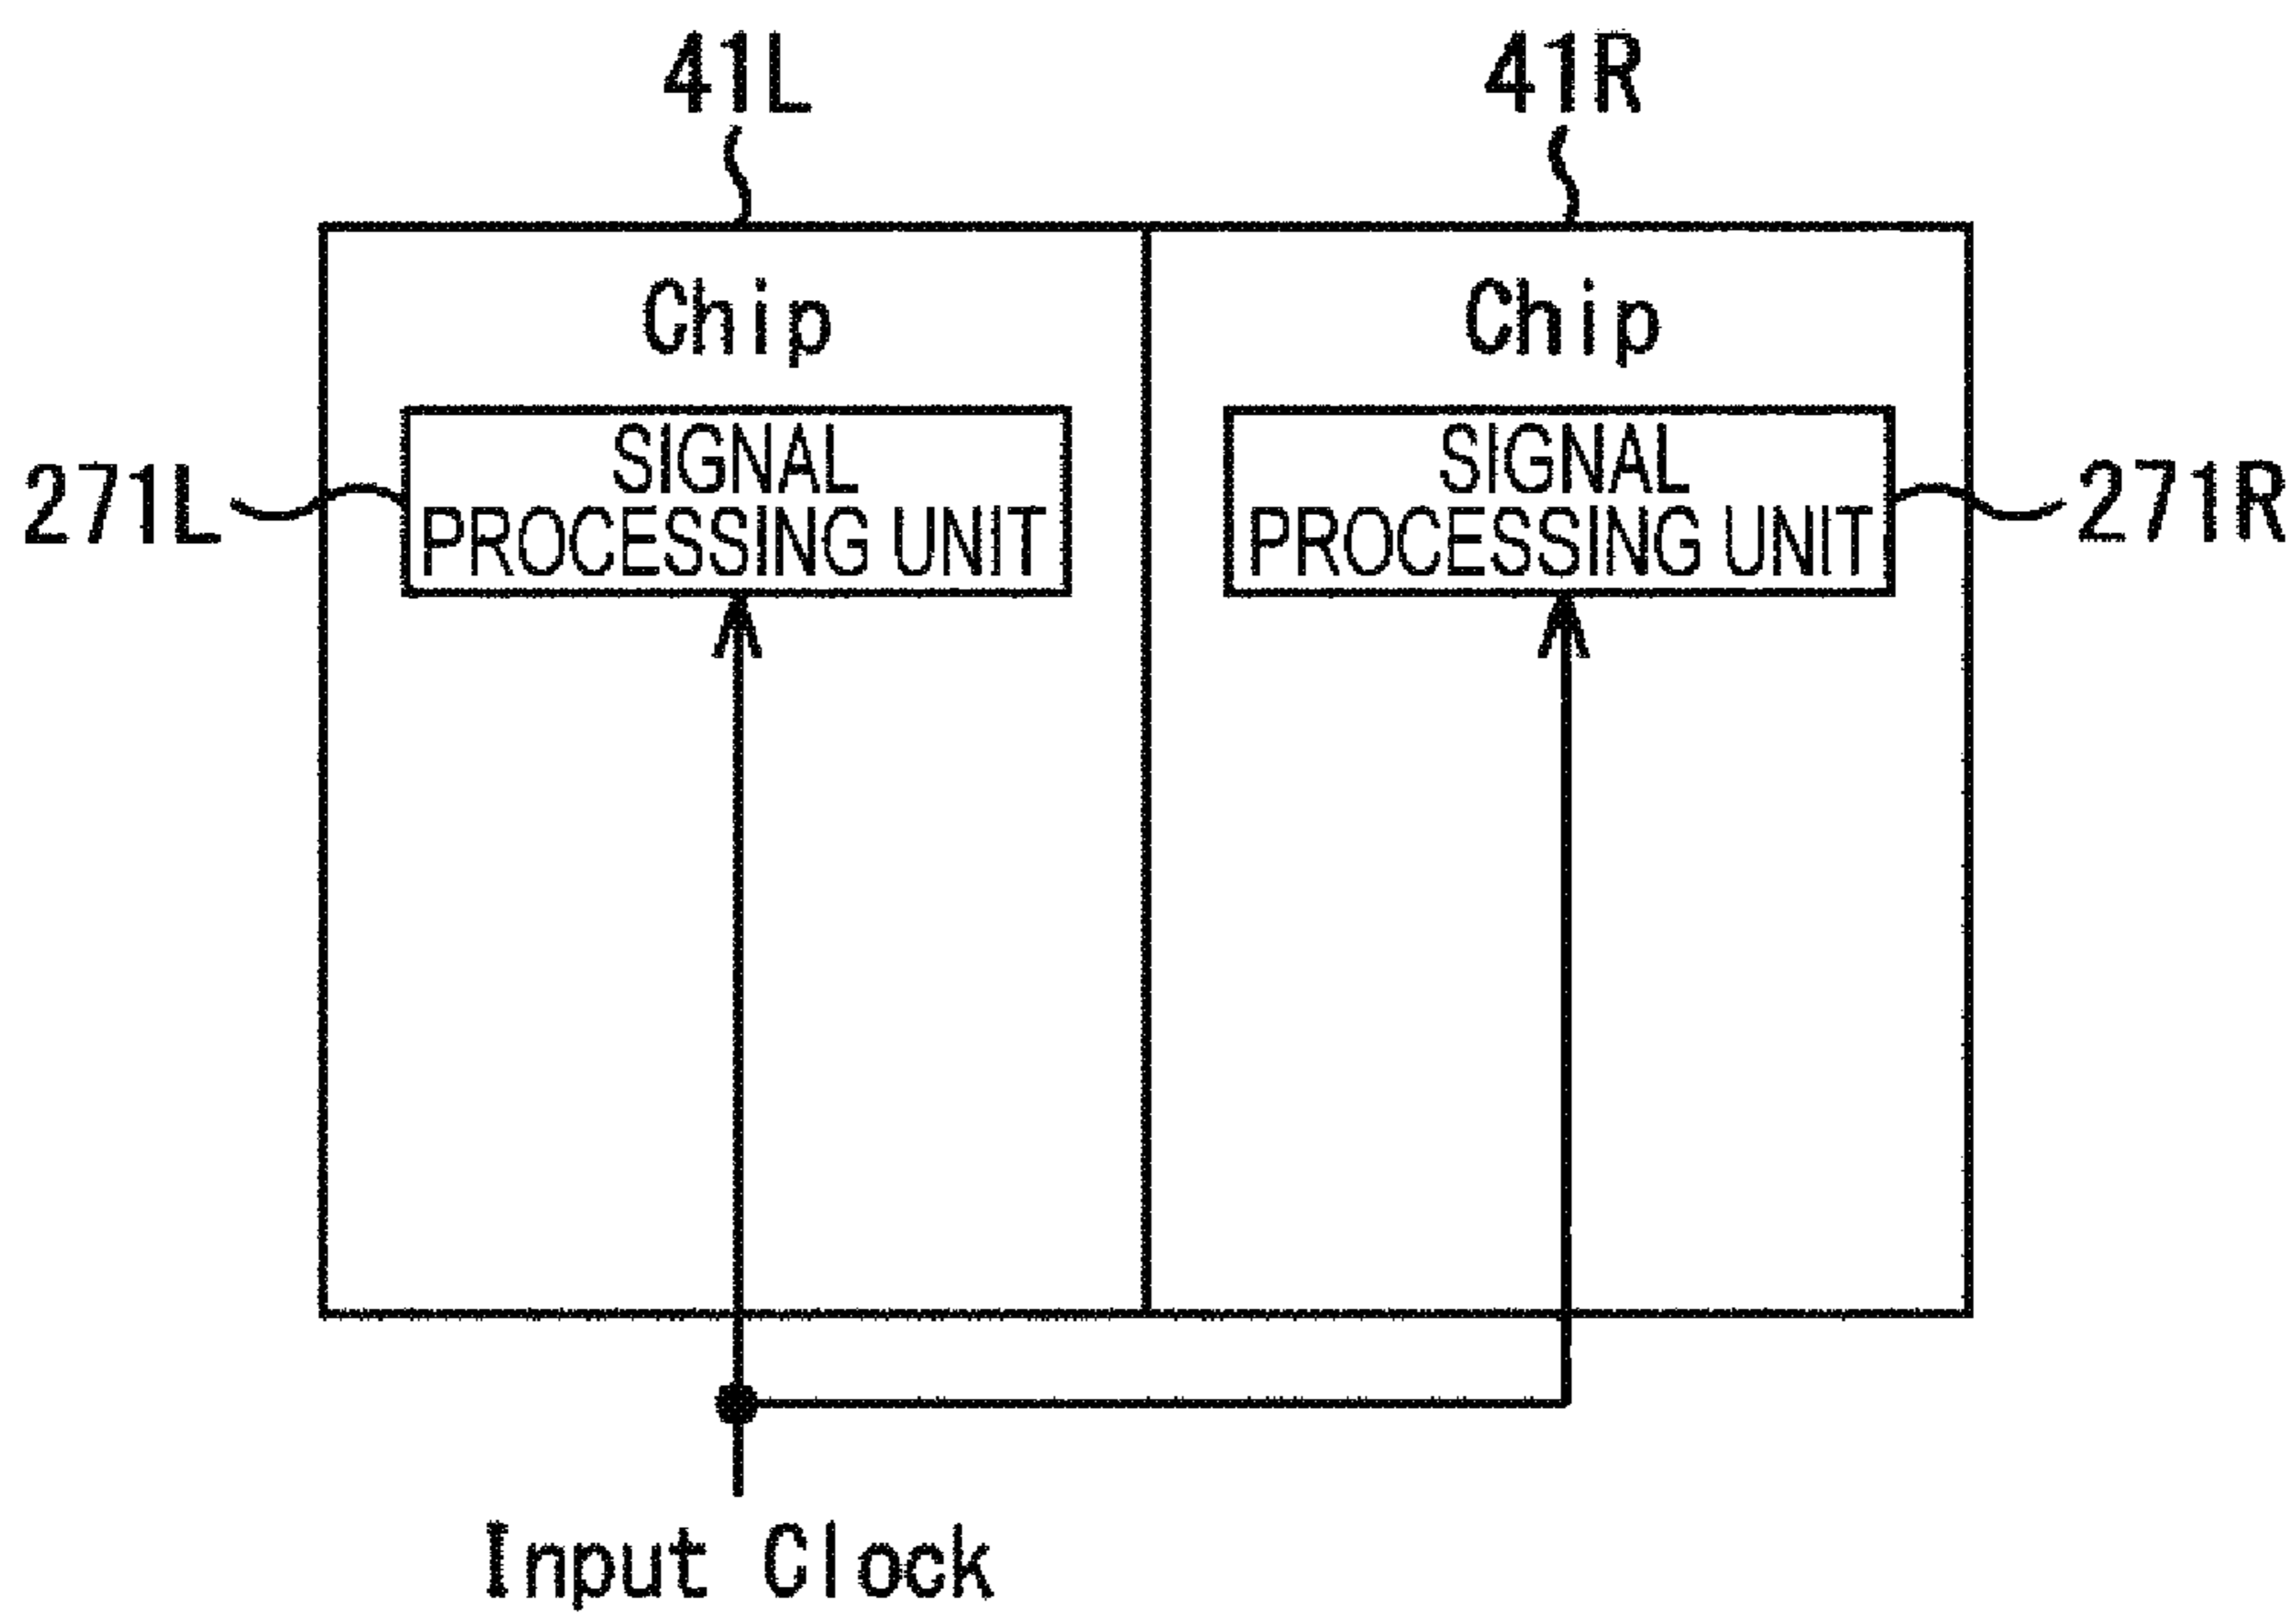 41L 41R
Chip Chip
SIGNAL SIGNAL
271L PROCESSING UNIT PROCESSING UNIT 271R
Input Clock